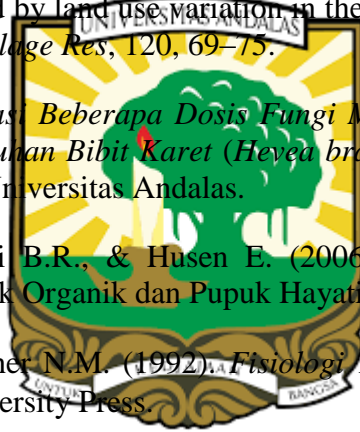 d by land use variation in the
UNIVERSITAS ANDALAS
llage Res, 120, 69–75.
asi Beberapa Dosis Fungi M
uhan Bibit Karet (Hevea bra
Universitas Andalas.
i B.R., & Husen E. (2006
k Organik dan Pupuk Hayati
ner N.M. (1992). Fisiologi
UNTUK BANGSA
ersity Press.